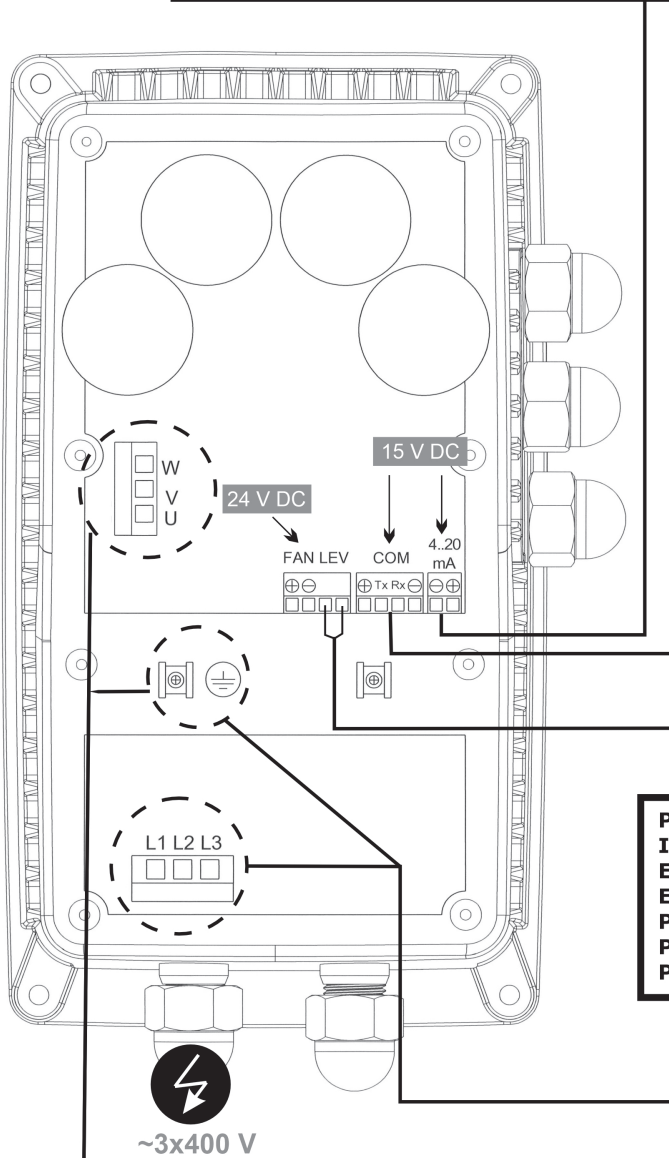 15 V DC
W
V
U
24 V DC
FAN LEV COM 4..20 mA
⊕ ⊖ ⊕ Tx Rx ⊖ ⊖ ⊕
L1 L2 L3
P
I
E
E
P
P
P
~3x400 V